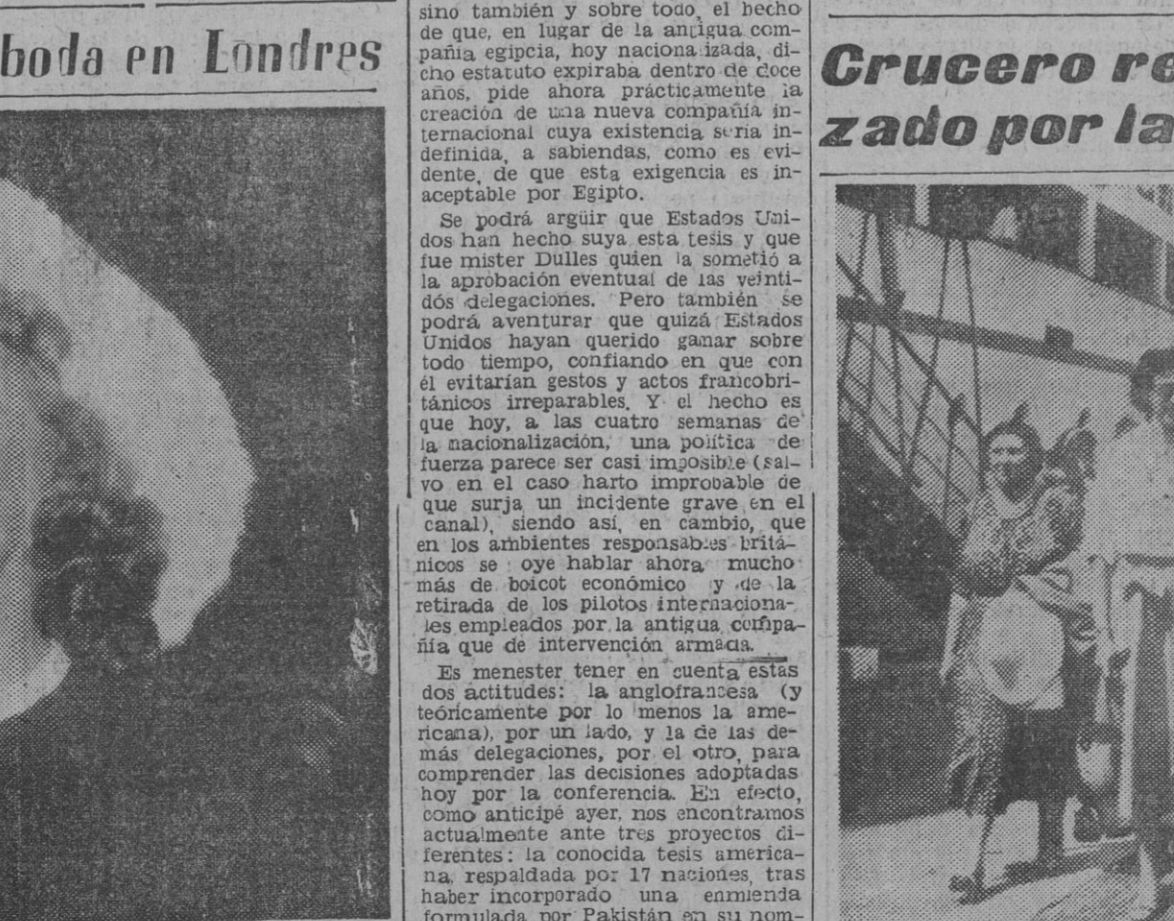 boda en Londres
sino también y sobre todo, el hecho
de que, en lugar de la antigua com-
pañía egipcia, hoy nacionalizada, di-
cho estatuto expiraba dentro de doce
años, pide ahora prácticamente la
creación de una nueva compañía in-
ternacional cuya existencia sería in-
definida, a sabiendas, como es evi-
dente, de que esta exigencia es in-
aceptable por Egipto.
Se podrá argüir que Estados Uni-
dos han hecho suya esta tesis y que
fue mister Dulles quien la sometió a
la aprobación eventual de las veinti-
dós delegaciones. Pero también se
podrá aventurar que quizá Estados
Unidos hayan querido ganar sobre
todo tiempo, confiando en que con
él evitarían gestos y actos francobri-
tánicos irreparables. Y el hecho es
que hoy, a las cuatro semanas de
la nacionalización, una política de
fuerza parece ser casi imposible (sal-
vo en el caso harto improbable de
que surja un incidente grave en el
canal), siendo así, en cambio, que
en los ambientes responsables britá-
nicos se oye hablar ahora mucho
más de boicot económico y de la
retirada de los pilotos internaciona-
les empleados por la antigua compa-
ñía que de intervención armada.
Es menester tener en cuenta estas
dos actitudes: la anglofrancesa (y
teóricamente por lo menos la ame-
ricana), por un lado, y la de las de-
más delegaciones, por el otro, para
comprender las decisiones adoptadas
hoy por la conferencia. En efecto,
como anticipé ayer, nos encontramos
actualmente ante tres proyectos di-
ferentes: la conocida tesis america-
na, respaldada por 17 naciones, tras
haber incorporado una enmienda
formulada por Pakistán en su nom-
Crucero re
zado por la